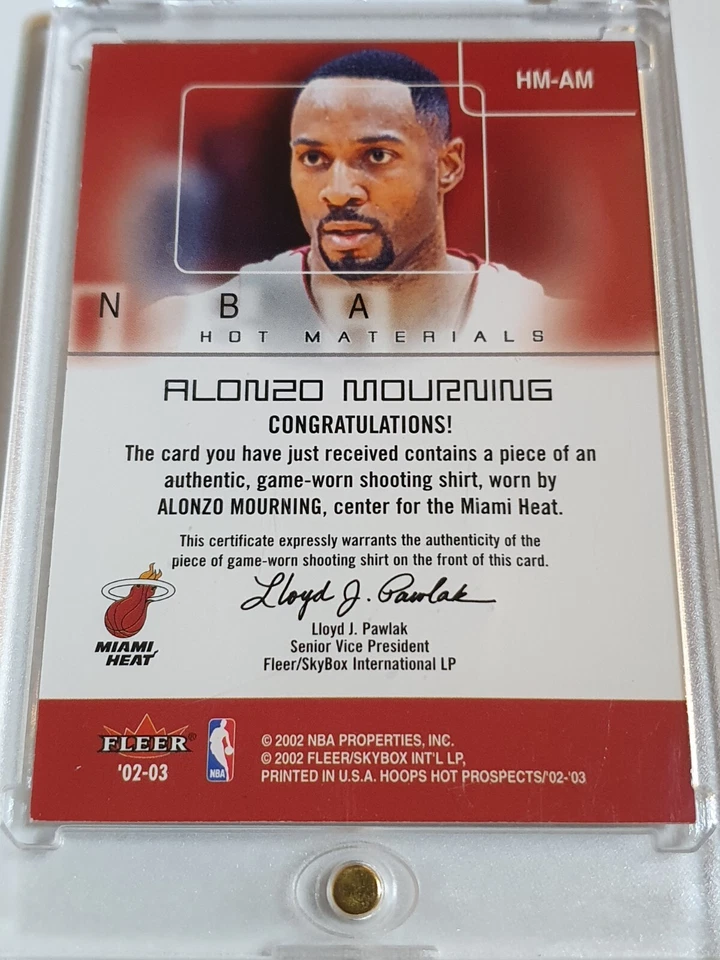 HM-AM
N B A
HOT MATERIALS
ALONZO MOURNING
CONGRATULATIONS!
The card you have just received contains a piece of an
authentic, game-worn shooting shirt, worn by
ALONZO MOURNING, center for the Miami Heat.
This certificate expressly warrants the authenticity of the
piece of game-worn shooting shirt on the front of this card.
Lloyd J. Pawlak
Lloyd J. Pawlak
Senior Vice President
Fleer/SkyBox International LP
MIAMI
HEAT
FLEER
'02-03
NBA
© 2002 NBA PROPERTIES, INC.
© 2002 FLEER/SKYBOX INT'L LP,
PRINTED IN U.S.A. HOOPS HOT PROSPECTS/'02-'03